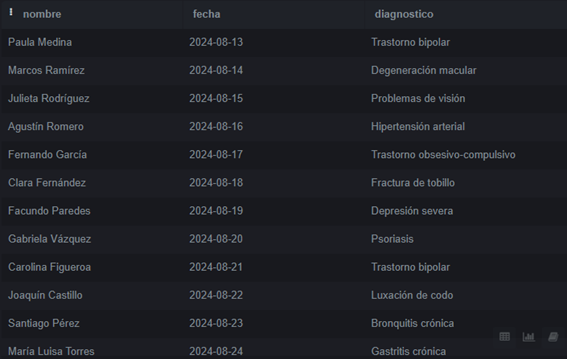 nombre fecha diagnostico
Paula Medina 2024-08-13 Trastorno bipolar
Marcos Ramírez 2024-08-14 Degeneración macular
Julieta Rodríguez 2024-08-15 Problemas de visión
Agustín Romero 2024-08-16 Hipertensión arterial
Fernando García 2024-08-17 Trastorno obsesivo-compulsivo
Clara Fernández 2024-08-18 Fractura de tobillo
Facundo Paredes 2024-08-19 Depresión severa
Gabriela Vázquez 2024-08-20 Psoriasis
Carolina Figueroa 2024-08-21 Trastorno bipolar
Joaquín Castillo 2024-08-22 Luxación de codo
Santiago Pérez 2024-08-23 Bronquitis crónica
María Luisa Torres 2024-08-24 Gastritis crónica